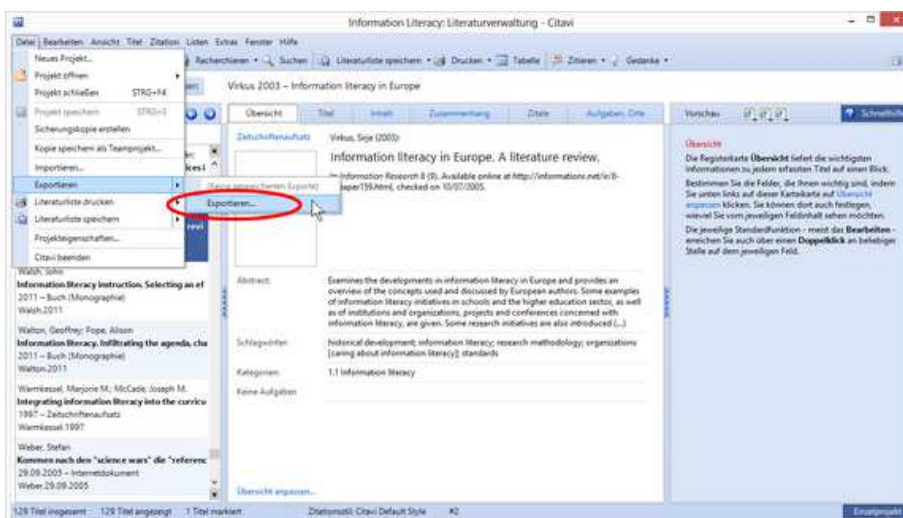 Information Literacy: Literaturverwaltung - Citavi
Datei Bearbeiten Ansicht Titel Zitation Listen Extras Fenster Hilfe
Recherchieren Suchen Literaturliste speichern Drucken Tabelle Zitieren Gedanke
Neues Projekt...
Projekt öffnen
Projekt schließen STRG+F4
Projekt speichern STRG+S
Sicherungskopie erstellen
Kopie speichern als Teamprojekt...
Importieren...
Exportieren
Literaturliste drucken
Literaturliste speichern
Projekteigenschaften...
Citavi beenden
(Keine gespeicherten Exporte)
Exportieren...
Virkus 2003 – Information literacy in Europe
Übersicht Titel Inhalt Zusammenhang Zitate Aufgaben, Orte
Zeitschriftenaufsatz
Virkus, Sirje (2003):
Information literacy in Europe. A literature review.
In: Information Research 8 (9). Available online at http://informationr.net/ir/8-
paper159.html, checked on 10/07/2005.
Abstract:
Examines the developments in information literacy in Europe and provides an
overview of the concepts used and discussed by European authors. Some examples
of information literacy initiatives in schools and the higher education sector, as well
as of institutions and organizations, projects and conferences concerned with
information literacy, are given. Some research initiatives are also introduced (...)
Schlagwörter:
historical development; information literacy; research methodology; organizations
[caring about information literacy]; standards
Kategorien:
1.1 Information literacy
Keine Aufgaben
Übersicht anpassen...
Walsh, John
Information literacy instruction. Selecting an ef
2011 – Buch (Monographie)
Walsh.2011
Walton, Geoffrey; Pope, Alison
Information literacy. Infiltrating the agenda, cha
2011 – Buch (Monographie)
Walton.2011
Warmkessel, Marjorie M.; McCade, Joseph M.
Integrating information literacy into the curricu
1997 – Zeitschriftenaufsatz
Warmkessel.1997
Weber, Stefan
Kommen nach den "science wars" die "referenc
29.09.2005 – Internetdokument
Weber.29.09.2005
Vorschau
Schnellhilfe
Übersicht
Die Registerkarte Übersicht liefert die wichtigsten
Informationen zu jedem erfassten Titel auf einen Blick.
Bestimmen Sie die Felder, die Ihnen wichtig sind, indem
Sie unten links auf dieser Karteikarte auf Übersicht
anpassen klicken. Sie können dort auch festlegen,
wieviel Sie vom jeweiligen Feldinhalt sehen möchten.
Die jeweilige Standardfunktion - meist das Bearbeiten -
erreichen Sie auch über einen Doppelklick an beliebiger
Stelle auf dem jeweiligen Feld.
129 Titel insgesamt 129 Titel angezeigt 1 Titel markiert Zitationsstil: Citavi Default Style #2 Einzelprojekt